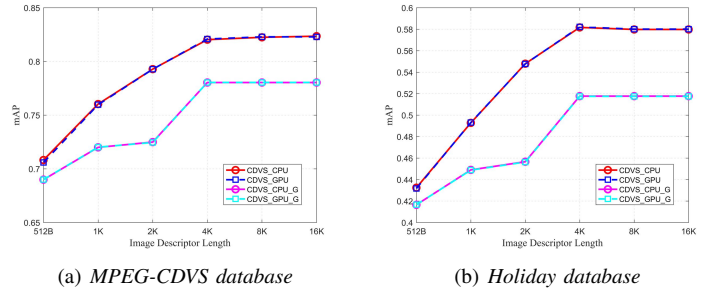 0.85
0.8
0.75
0.7
0.65
mAP
512B 1K 2K 4K 8K 16K
Image Descriptor Length
CDVS_CPU
CDVS_GPU
CDVS_CPU_G
CDVS_GPU_G
(a) MPEG-CDVS database
0.6
0.58
0.56
0.54
0.52
0.5
0.48
0.46
0.44
0.42
0.4
mAP
512B 1K 2K 4K 8K 16K
Image Descriptor Length
CDVS_CPU
CDVS_GPU
CDVS_CPU_G
CDVS_GPU_G
(b) Holiday database